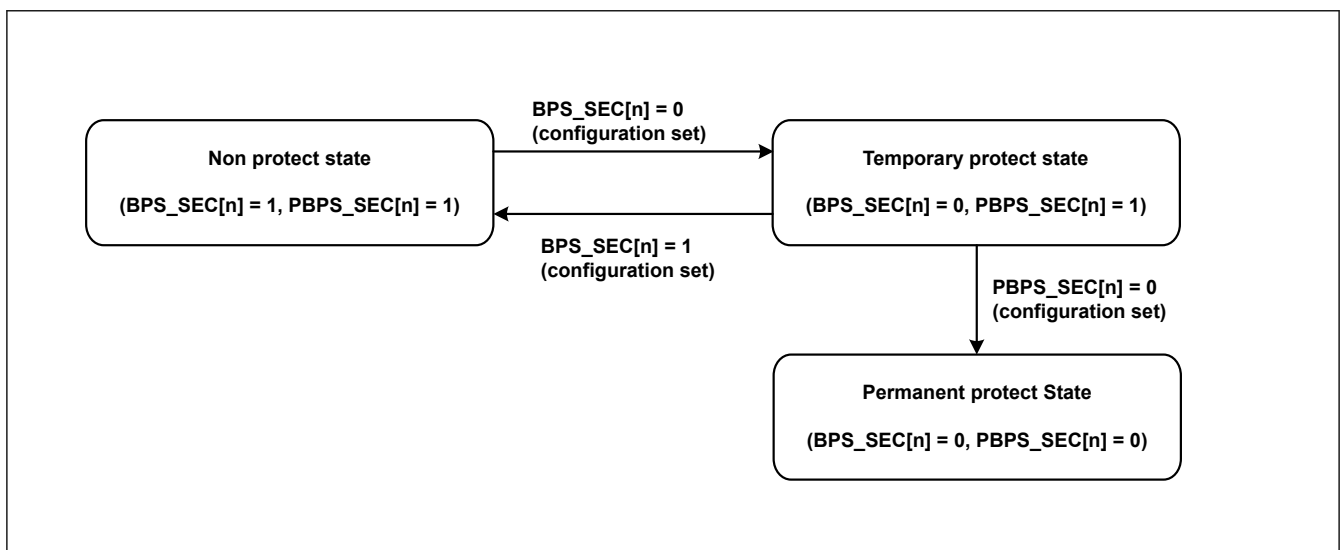 BPS_SEC[n] = 0
(configuration set)
Non protect state
(BPS_SEC[n] = 1, PBPS_SEC[n] = 1)
Temporary protect state
(BPS_SEC[n] = 0, PBPS_SEC[n] = 1)
BPS_SEC[n] = 1
(configuration set)
PBPS_SEC[n] = 0
(configuration set)
Permanent protect State
(BPS_SEC[n] = 0, PBPS_SEC[n] = 0)